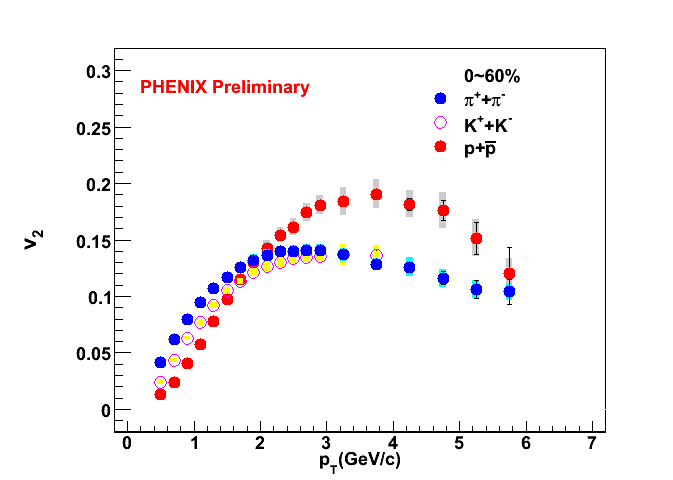 0~60%
PHENIX Preliminary
π⁺+π⁻
K⁺+K⁻
p+p̅
0.3
0.25
0.2
0.15
0.1
0.05
0
v₂
0 1 2 3 4 5 6 7
p_T(GeV/c)